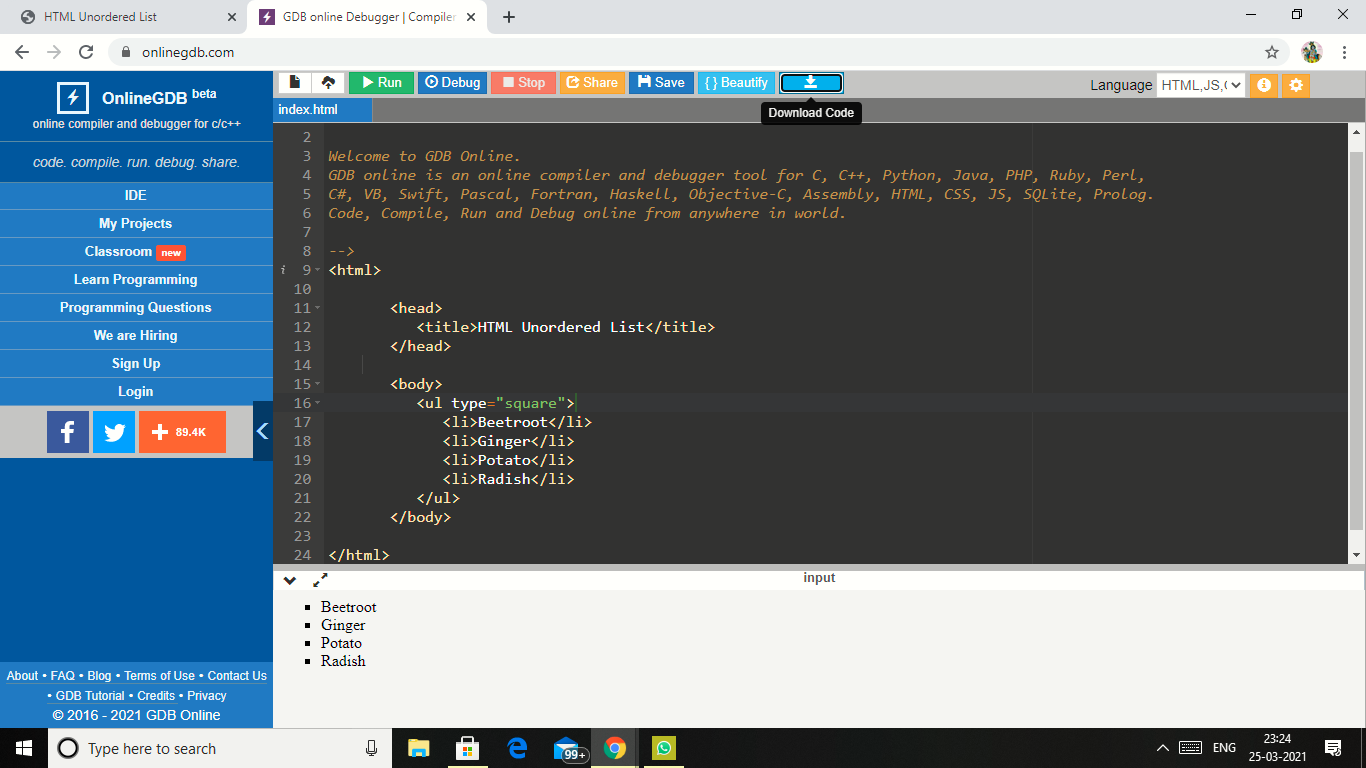 HTML Unordered List
GDB online Debugger | Compiler
onlinegdb.com
OnlineGDB beta
online compiler and debugger for c/c++
code. compile. run. debug. share.
IDE
My Projects
Classroom new
Learn Programming
Programming Questions
We are Hiring
Sign Up
Login
89.4K
About • FAQ • Blog • Terms of Use • Contact Us
• GDB Tutorial • Credits • Privacy
© 2016 - 2021 GDB Online
Run Debug Stop Share Save { } Beautify
Language HTML,JS,C
Download Code
index.html
2
3 Welcome to GDB Online.
4 GDB online is an online compiler and debugger tool for C, C++, Python, Java, PHP, Ruby, Perl,
5 C#, VB, Swift, Pascal, Fortran, Haskell, Objective-C, Assembly, HTML, CSS, JS, SQLite, Prolog.
6 Code, Compile, Run and Debug online from anywhere in world.
7
8 -->
i 9 <html>
10
11 <head>
12 <title>HTML Unordered List</title>
13 </head>
14
15 <body>
16 <ul type="square">
17 <li>Beetroot</li>
18 <li>Ginger</li>
19 <li>Potato</li>
20 <li>Radish</li>
21 </ul>
22 </body>
23
24 </html>
input
Beetroot
Ginger
Potato
Radish
Type here to search
99+
ENG
23:24
25-03-2021